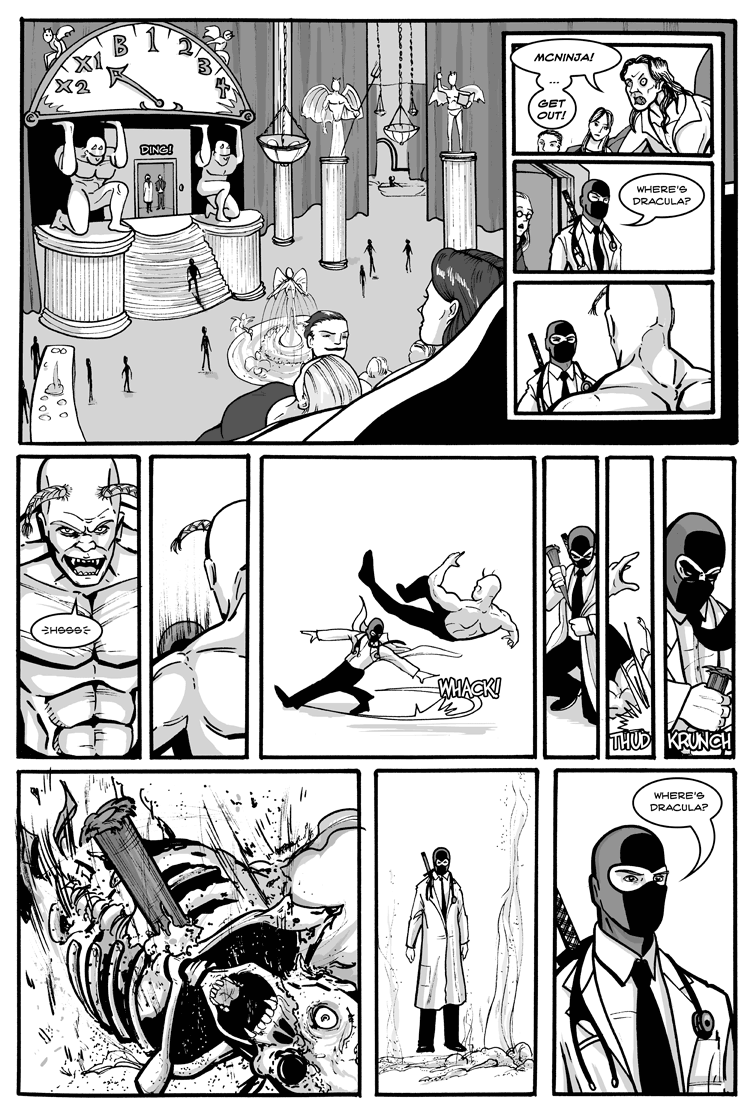 X2
X1
B
1
2
3
4
DING!
MCNINJA!
...
GET
OUT!
WHERE'S
DRACULA?
HSSS
WHACK!
THUD
KRUNCH
WHERE'S
DRACULA?